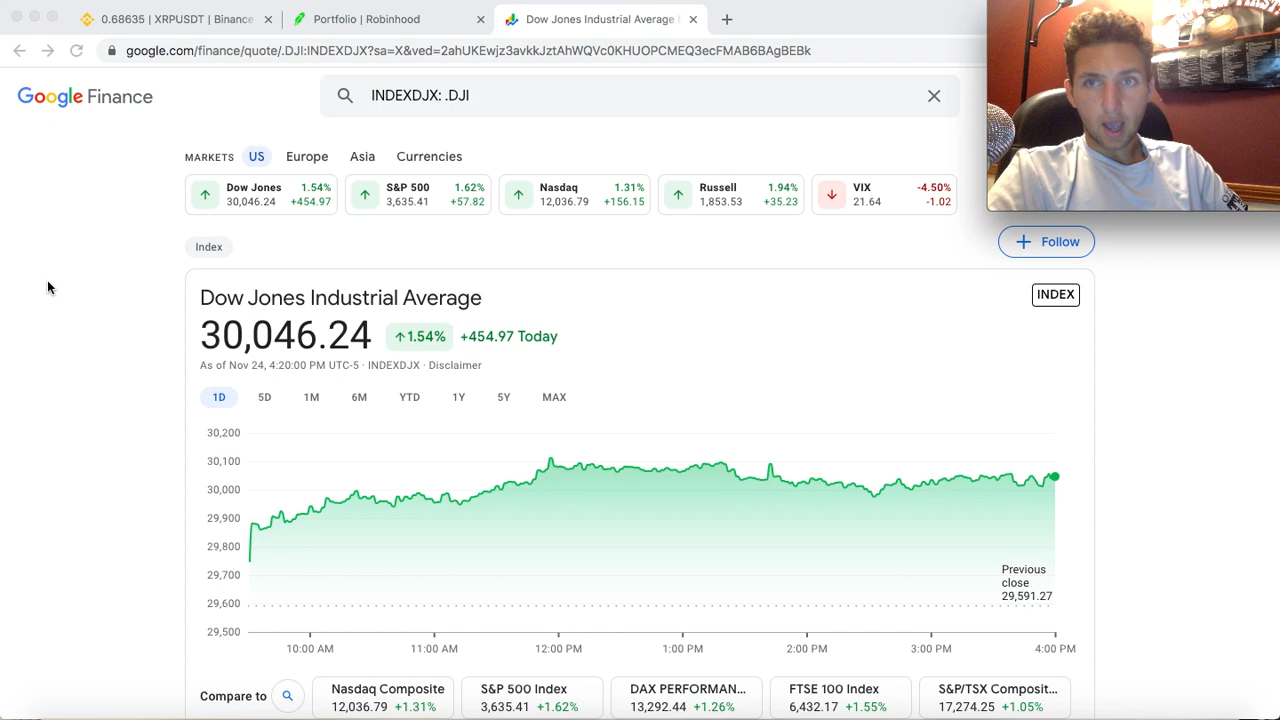 0.68635 | XRPUSDT | Binance
Portfolio | Robinhood
Dow Jones Industrial Average
google.com/finance/quote/.DJI:INDEXDJX?sa=X&ved=2ahUKEwjz3avkkJztAhWQVc0KHUOPCMEQ3ecFMAB6BAgBEBk
Google Finance
INDEXDJX: .DJI
MARKETS US Europe Asia Currencies
Dow Jones 1.54%
30,046.24 +454.97
S&P 500 1.62%
3,635.41 +57.82
Nasdaq 1.31%
12,036.79 +156.15
Russell 1.94%
1,853.53 +35.23
VIX -4.50%
21.64 -1.02
Index
Follow
Dow Jones Industrial Average
INDEX
30,046.24 1.54% +454.97 Today
As of Nov 24, 4:20:00 PM UTC-5 · INDEXDJX · Disclaimer
1D 5D 1M 6M YTD 1Y 5Y MAX
30,200
30,100
30,000
29,900
29,800
29,700
29,600
29,500
Previous
close
29,591.27
10:00 AM 11:00 AM 12:00 PM 1:00 PM 2:00 PM 3:00 PM 4:00 PM
Compare to
Nasdaq Composite
12,036.79 +1.31%
S&P 500 Index
3,635.41 +1.62%
DAX PERFORMAN...
13,292.44 +1.26%
FTSE 100 Index
6,432.17 +1.55%
S&P/TSX Composit...
17,274.25 +1.05%